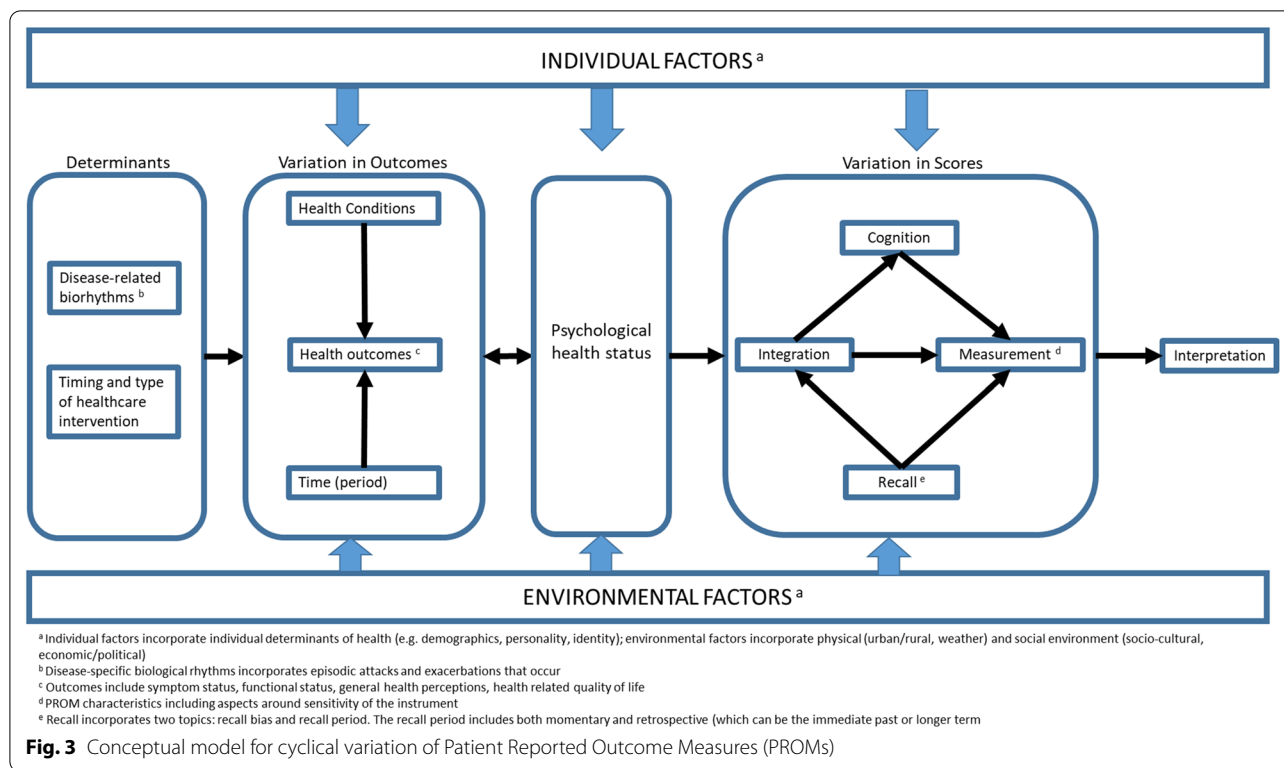 INDIVIDUAL FACTORS a
Determinants
Variation in Outcomes
Variation in Scores
Health Conditions
Cognition
Disease-related
biorhythms b
Psychological
health status
Health outcomes c
Integration
Measurement d
Interpretation
Timing and type
of healthcare
intervention
Time (period)
Recall e
ENVIRONMENTAL FACTORS a
a Individual factors incorporate individual determinants of health (e.g. demographics, personality, identity); environmental factors incorporate physical (urban/rural, weather) and social environment (socio-cultural,
economic/political)
b Disease-specific biological rhythms incorporates episodic attacks and exacerbations that occur
c Outcomes include symptom status, functional status, general health perceptions, health related quality of life
d PROM characteristics including aspects around sensitivity of the instrument
e Recall incorporates two topics: recall bias and recall period. The recall period includes both momentary and retrospective (which can be the immediate past or longer term
Fig. 3 Conceptual model for cyclical variation of Patient Reported Outcome Measures (PROMs)